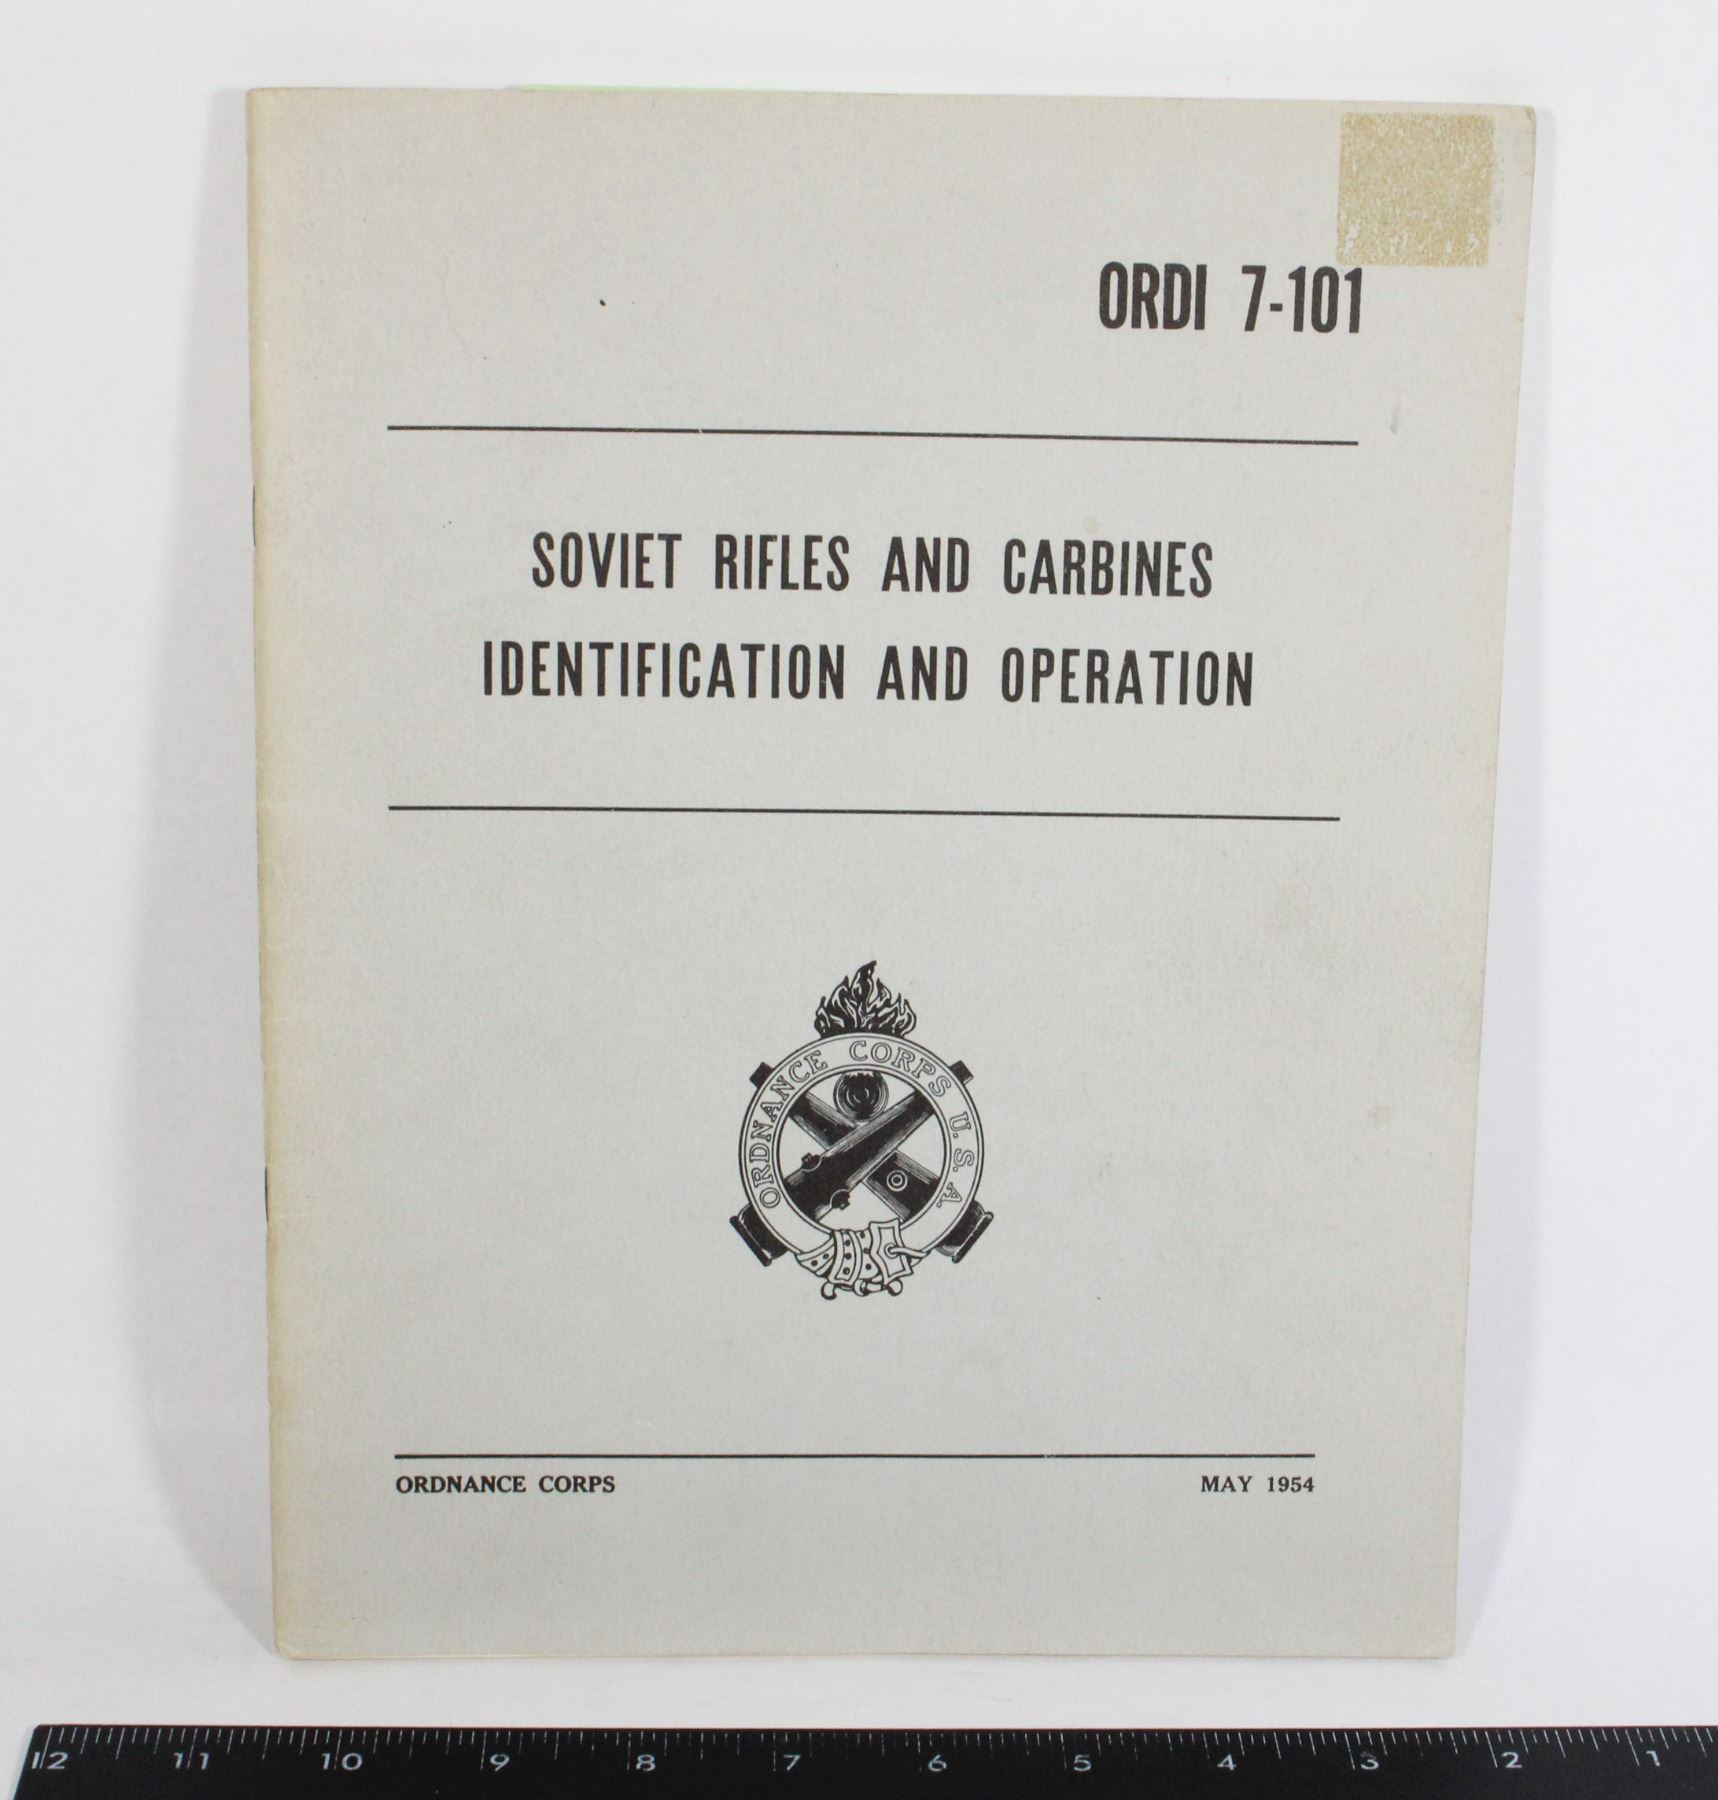 ORDI 7-101
SOVIET RIFLES AND CARBINES
IDENTIFICATION AND OPERATION
ORDNANCE CORPS U.S.A.
ORDNANCE CORPS MAY 1954
12 11 10 9 8 7 6 5 4 3 2 1